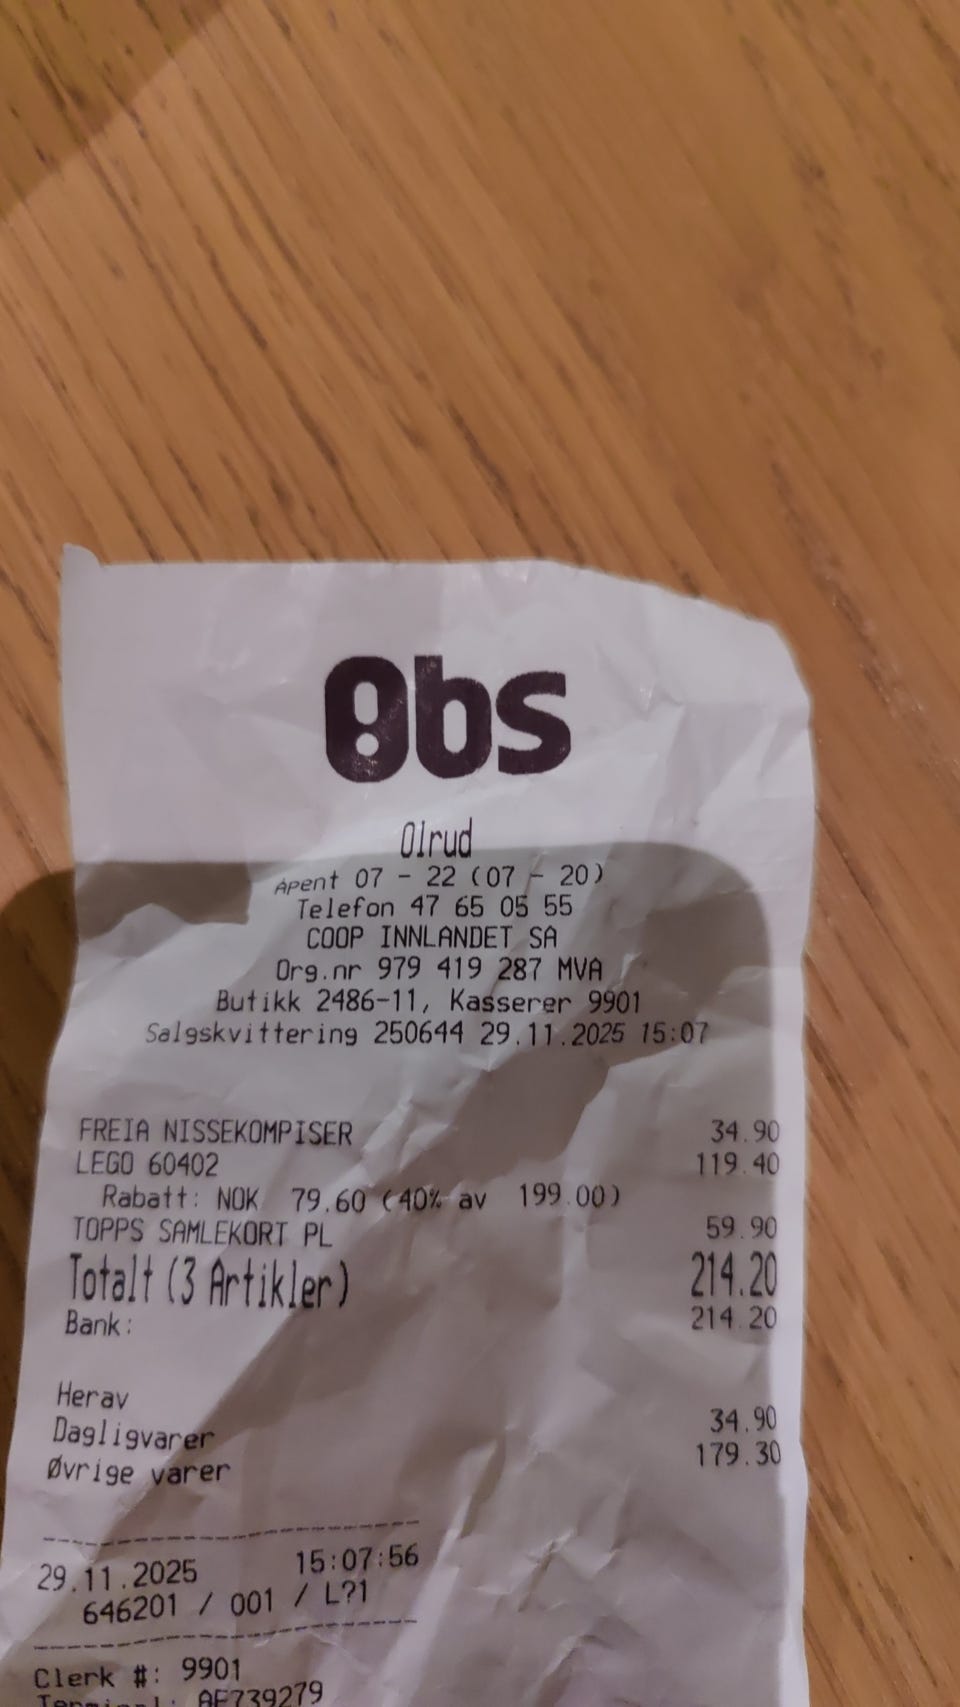 Obs
Olrud
Apent 07 - 22 (07 - 20)
Telefon 47 65 05 55
COOP INNLANDET SA
Org.nr 979 419 287 MVA
Butikk 2486-11, Kasserer 9901
Salgskvittering 250644 29.11.2025 15:07
FREIA NISSEKOMPISER 34.90
LEGO 60402 119.40
Rabatt: NOK 79.60 (40% av 199.00)
TOPPS SAMLEKORT PL 59.90
Totalt (3 Artikler) 214.20
Bank: 214.20
Herav
Dagligvarer 34.90
Øvrige varer 179.30
29.11.2025 15:07:56
646201 / 001 / L?1
Clerk #: 9901
Terminal: AF739279